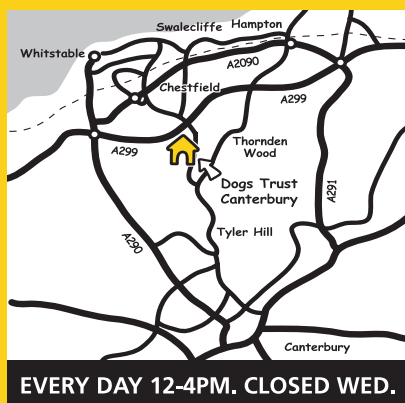 Swalecliffe
Hampton
Whitstable
A2090
Chestfield
A299
A299
Thornden
Wood
Dogs Trust
Canterbury
A291
Tyler Hill
A290
Canterbury
EVERY DAY 12-4PM. CLOSED WED.